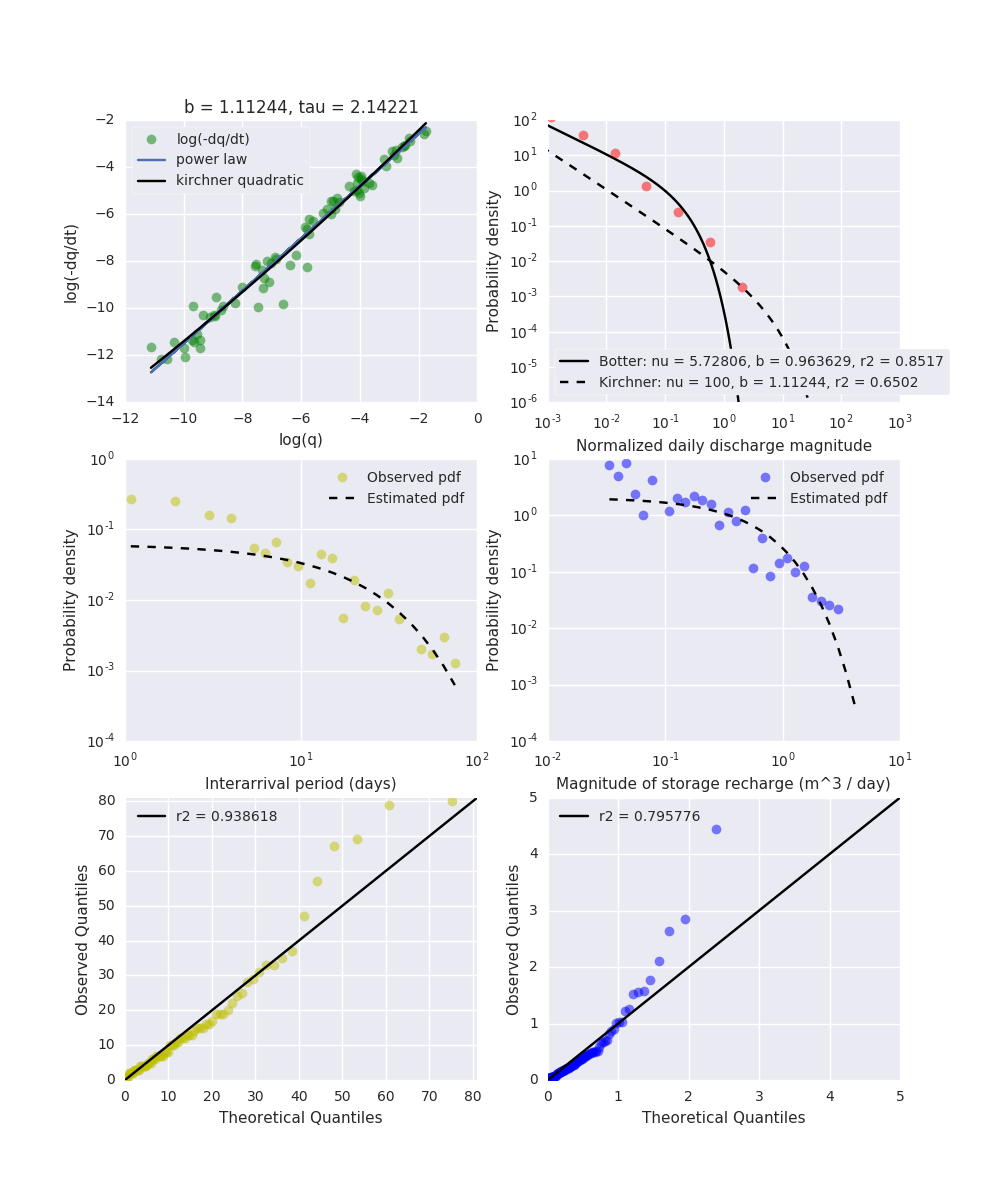 b = 1.11244, tau = 2.14221
log(-dq/dt)
power law
kirchner quadratic
−2
−4
−6
−8
−10
−12
−14
log(-dq/dt)
−12 −10 −8 −6 −4 −2 0
log(q)
10^2
10^1
10^0
10^-1
10^-2
10^-3
10^-4
10^-5
10^-6
Probability density
Botter: nu = 5.72806, b = 0.963629, r2 = 0.8517
Kirchner: nu = 100, b = 1.11244, r2 = 0.6502
10^-3 10^-2 10^-1 10^0 10^1 10^2 10^3
Normalized daily discharge magnitude
Observed pdf
Estimated pdf
10^0
10^-1
10^-2
10^-3
10^-4
Probability density
10^0 10^1 10^2
Interarrival period (days)
Observed pdf
Estimated pdf
10^1
10^0
10^-1
10^-2
10^-3
10^-4
Probability density
10^-2 10^-1 10^0 10^1
Magnitude of storage recharge (m^3 / day)
r2 = 0.938618
80
70
60
50
40
30
20
10
0
Observed Quantiles
0 10 20 30 40 50 60 70 80
Theoretical Quantiles
r2 = 0.795776
5
4
3
2
1
0
Observed Quantiles
0 1 2 3 4 5
Theoretical Quantiles